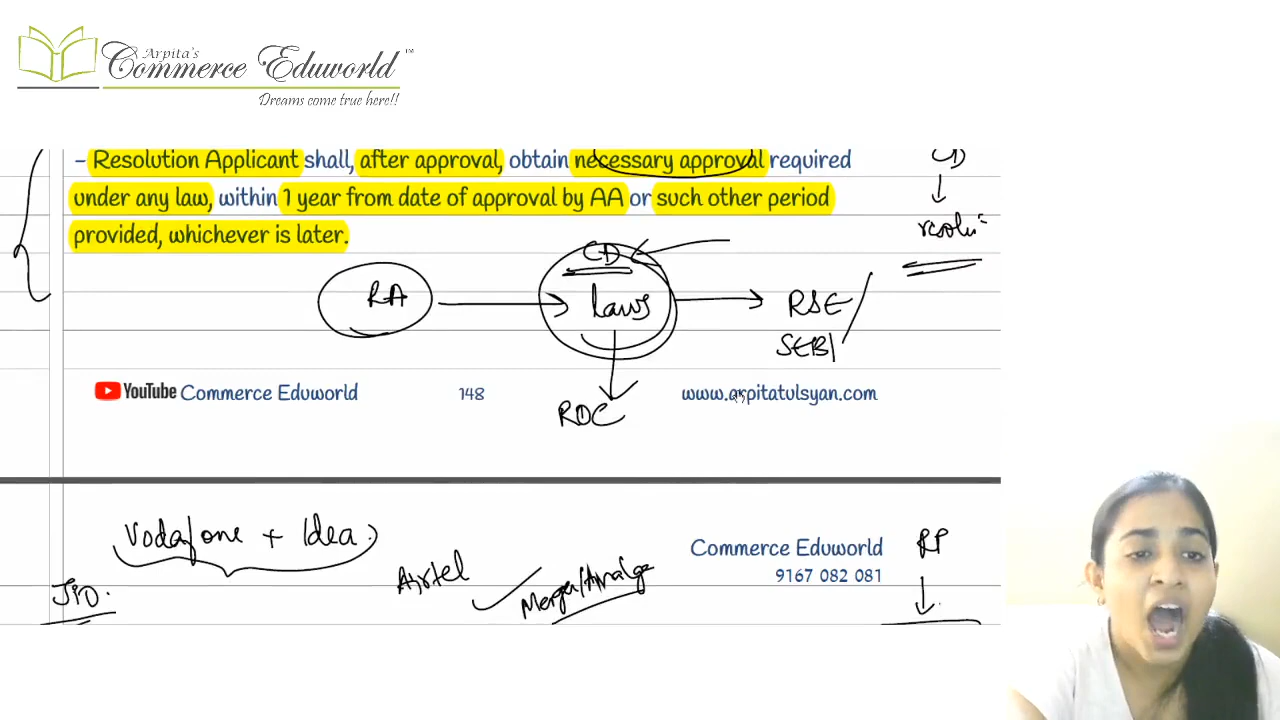 Arpita's
Commerce Eduworld™
Dreams come true here!!
– Resolution Applicant shall, after approval, obtain necessary approval required
under any law, within 1 year from date of approval by AA or such other period
provided, whichever is later.
CD
RA
CD
Laws
RSE/
SEBI
ROC
YouTube Commerce Eduworld
148
www.arpitatulsyan.com
Vodafone + Idea
Airtel
JIO.
Commerce Eduworld
9167 082 081
RP